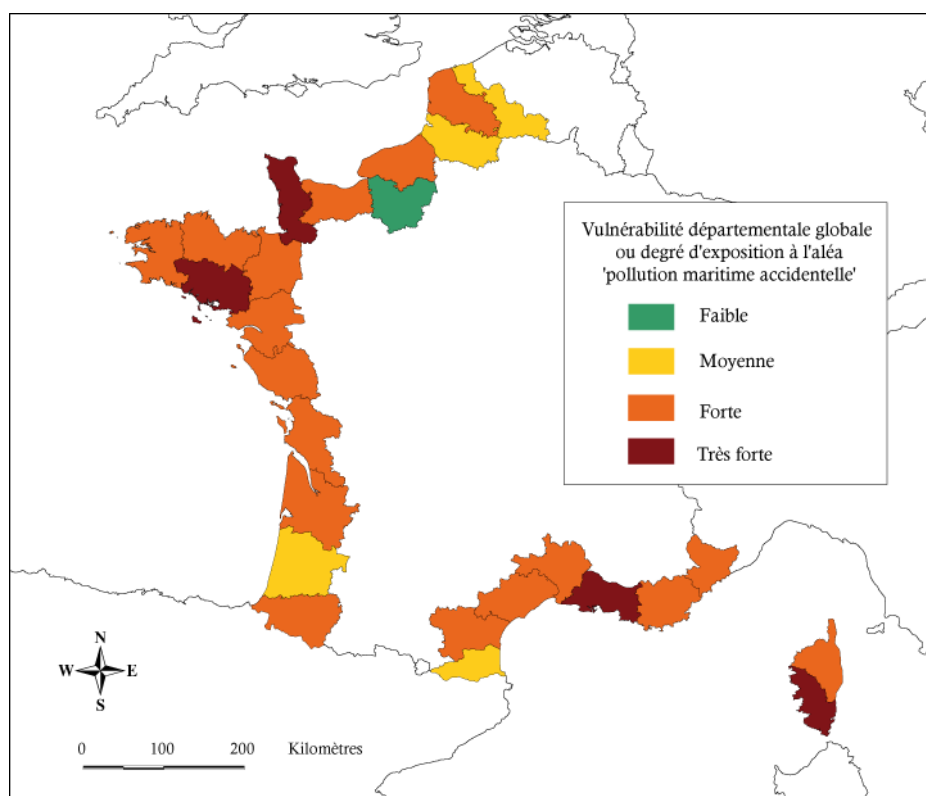 Vulnérabilité départementale globale
ou degré d'exposition à l'aléa
'pollution maritime accidentelle'
Faible
Moyenne
Forte
Très forte
N
W E
S
0 100 200 Kilomètres